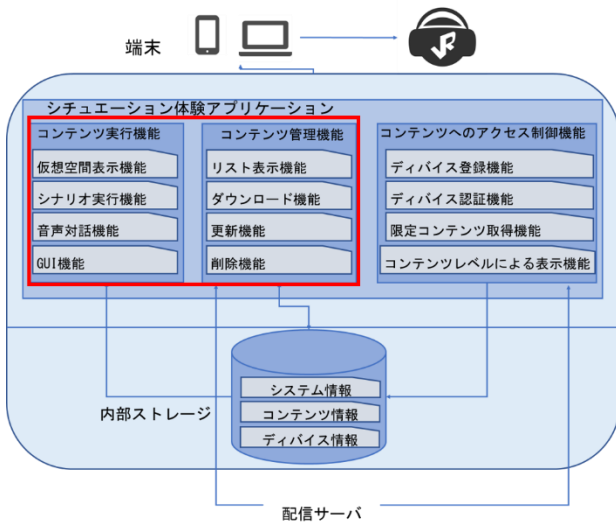 端末
VR
シチュエーション体験アプリケーション
コンテンツ実行機能
仮想空間表示機能
シナリオ実行機能
音声対話機能
GUI機能
コンテンツ管理機能
リスト表示機能
ダウンロード機能
更新機能
削除機能
コンテンツへのアクセス制御機能
ディバイス登録機能
ディバイス認証機能
限定コンテンツ取得機能
コンテンツレベルによる表示機能
内部ストレージ
システム情報
コンテンツ情報
ディバイス情報
配信サーバ